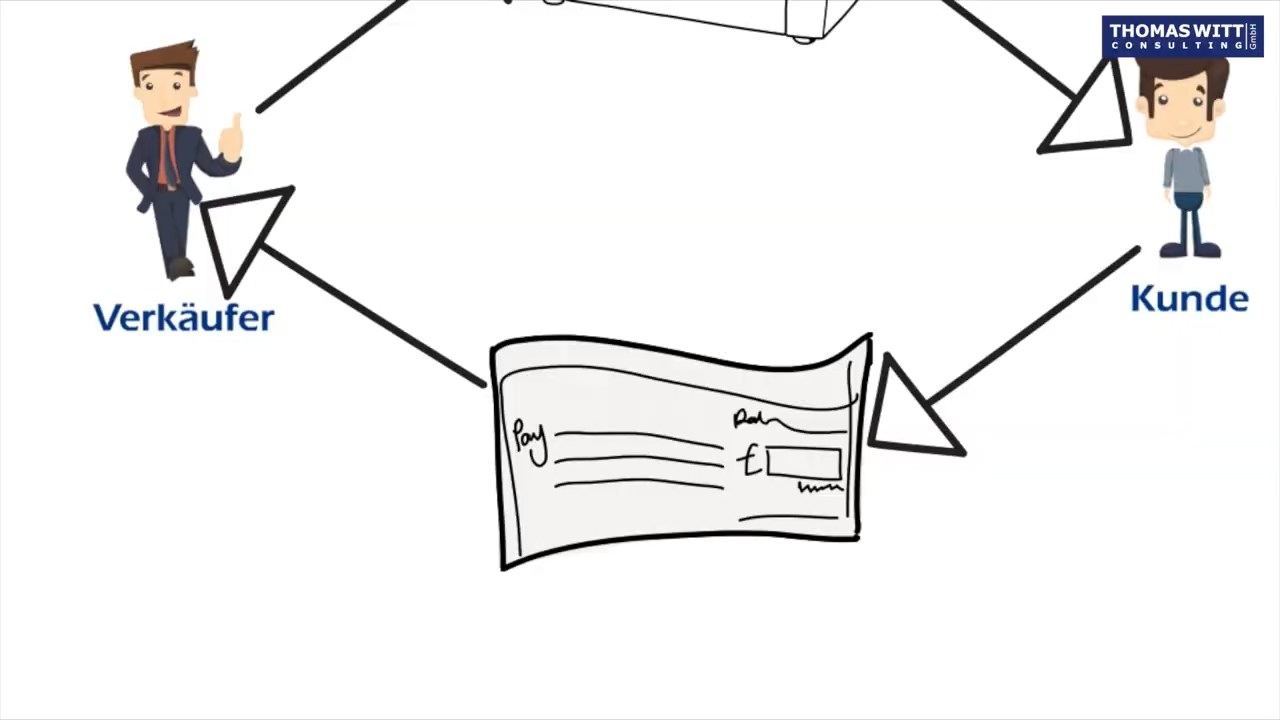 THOMAS WITT
CONSULTING GmbH
Verkäufer
Kunde
Pay
£